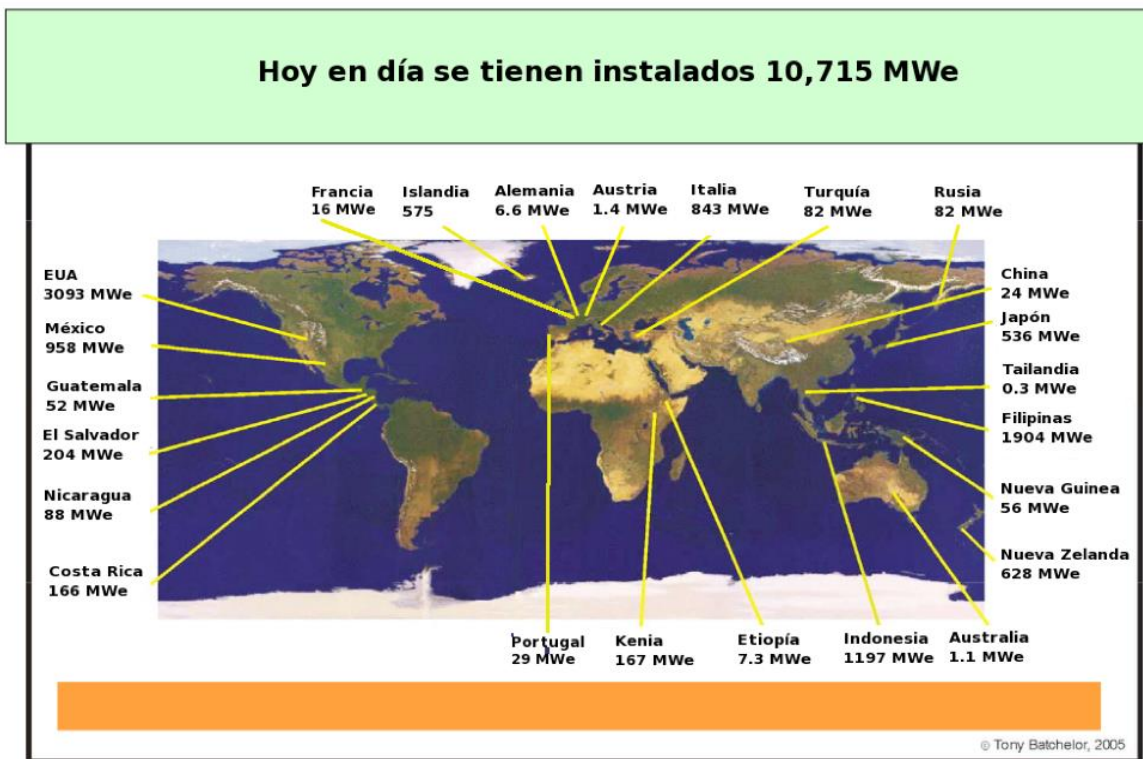 Hoy en día se tienen instalados 10,715 MWe
Francia
16 MWe
Islandia
575
Alemania
6.6 MWe
Austria
1.4 MWe
Italia
843 MWe
Turquía
82 MWe
Rusia
82 MWe
EUA
3093 MWe
México
958 MWe
Guatemala
52 MWe
El Salvador
204 MWe
Nicaragua
88 MWe
Costa Rica
166 MWe
China
24 MWe
Japón
536 MWe
Tailandia
0.3 MWe
Filipinas
1904 MWe
Nueva Guinea
56 MWe
Nueva Zelanda
628 MWe
Portugal
29 MWe
Kenia
167 MWe
Etiopía
7.3 MWe
Indonesia
1197 MWe
Australia
1.1 MWe
© Tony Batchelor, 2005